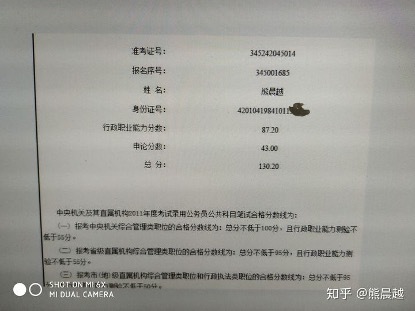 准考证号: 345242045014
报名序号: 345001685
姓 名: 熊晨越
身份证号: 42010419841011
行政职业能力分数: 87.20
申论分数: 43.00
总 分: 130.20
中央机关及其直属机构2011年度考试录用公务员公共科目笔试合格分数线为:
(一) 报考中央机关综合管理类职位的合格分数线为: 总分不低于100分, 且行政职业能力测验不
低于55分。
(二) 报考省级直属机构综合管理类职位的合格分数线为: 总分不低于95分, 且行政职业能力测
验不低于55分。
(三) 报考市(地)级直属机构综合管理类职位和行政执法类职位的合格分数线为: 总分不低于95
验不低于50分。
SHOT ON MI 6X
MI DUAL CAMERA
知乎 @熊晨越